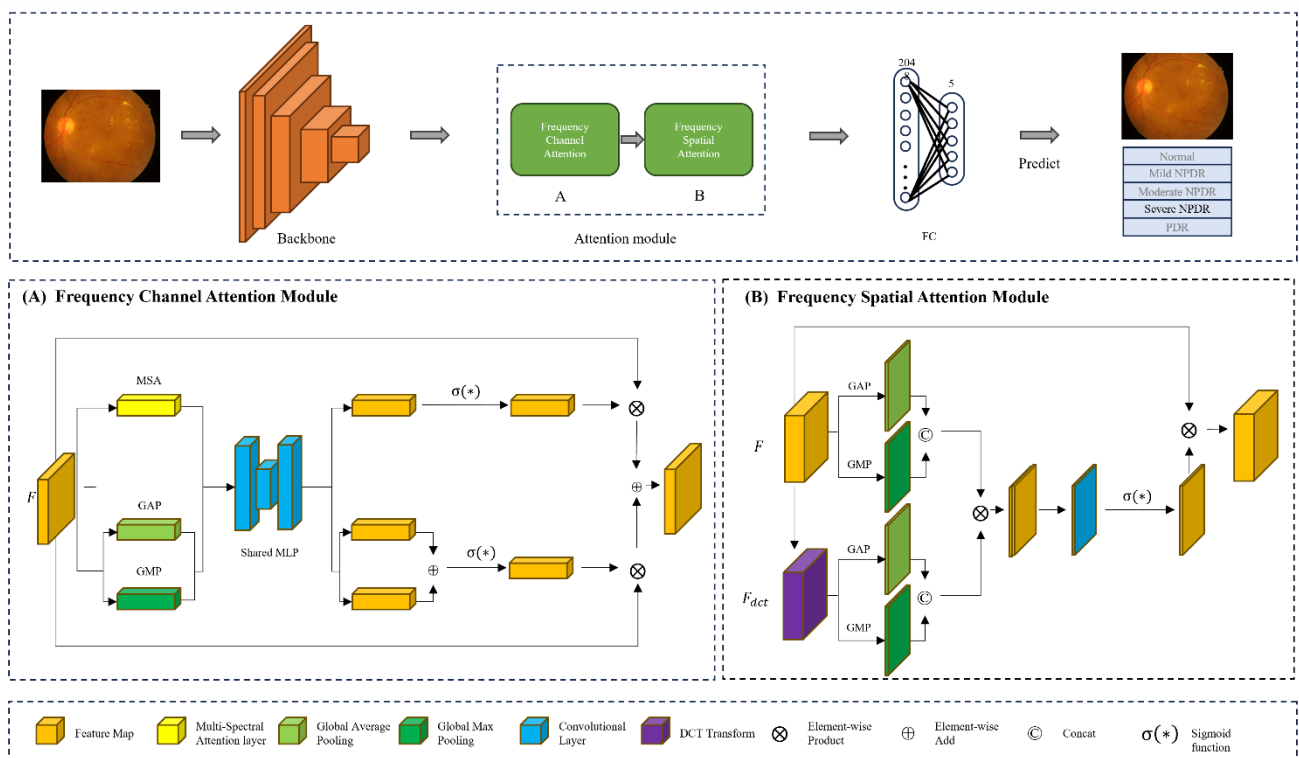 204
8
5
Frequency
Channel
Attention
Frequency
Spatial
Attention
A
B
Backbone
Attention module
FC
Predict
Normal
Mild NPDR
Moderate NPDR
Severe NPDR
PDR
(A) Frequency Channel Attention Module
MSA
σ(*)
F
GAP
GMP
Shared MLP
⊕
σ(*)
⊗
⊕
⊗
(B) Frequency Spatial Attention Module
GAP
F
©
GMP
⊗
⊗
σ(*)
GAP
F_dct
©
GMP
Feature Map
Multi-Spectral
Attention layer
Global Average
Pooling
Global Max
Pooling
Convolutional
Layer
DCT Transform
⊗
Element-wise
Product
⊕
Element-wise
Add
©
Concat
σ(*)
Sigmoid
function